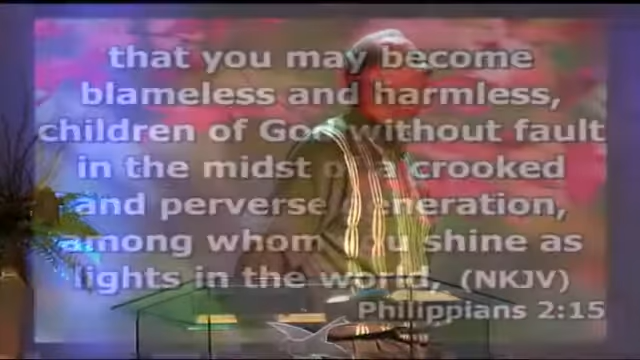 that you may become
blameless and harmless,
children of God without fault
in the midst of a crooked
and perverse generation,
among whom you shine as
lights in the world, (NKJV)
Philippians 2:15